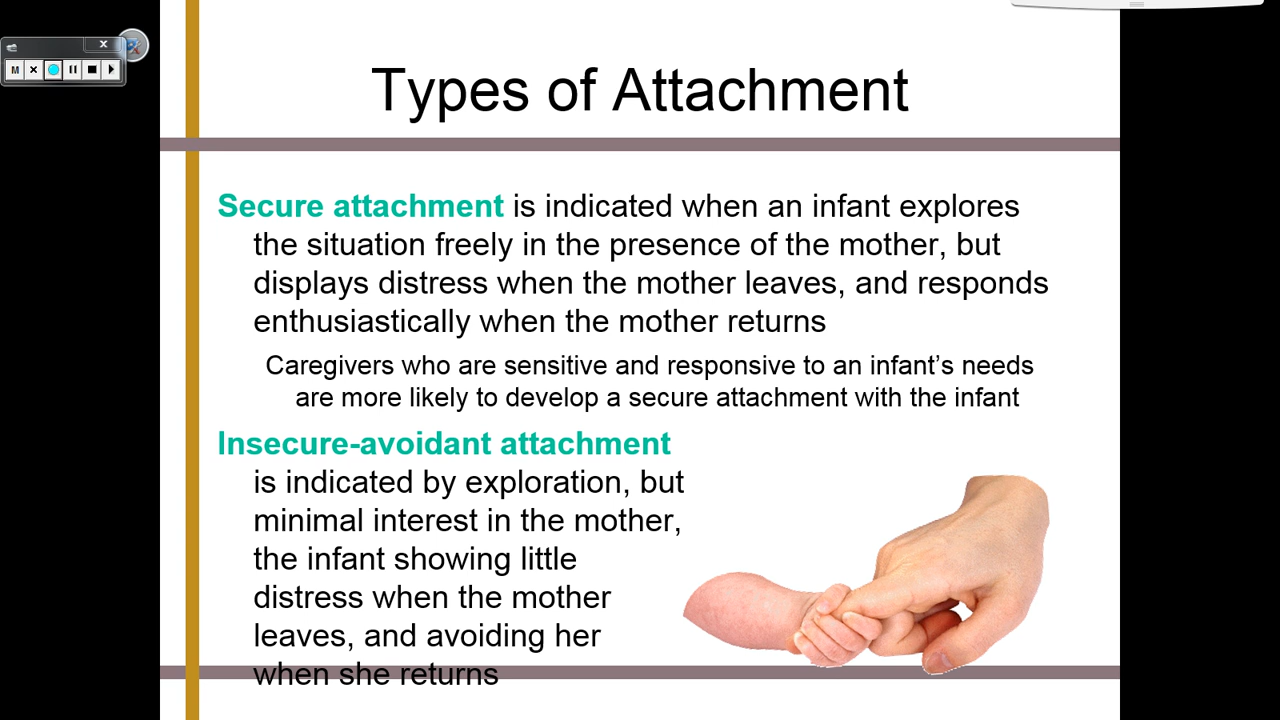 Types of Attachment
M
Secure attachment is indicated when an infant explores
the situation freely in the presence of the mother, but
displays distress when the mother leaves, and responds
enthusiastically when the mother returns
Caregivers who are sensitive and responsive to an infant’s needs
are more likely to develop a secure attachment with the infant
Insecure-avoidant attachment
is indicated by exploration, but
minimal interest in the mother,
the infant showing little
distress when the mother
leaves, and avoiding her
when she returns